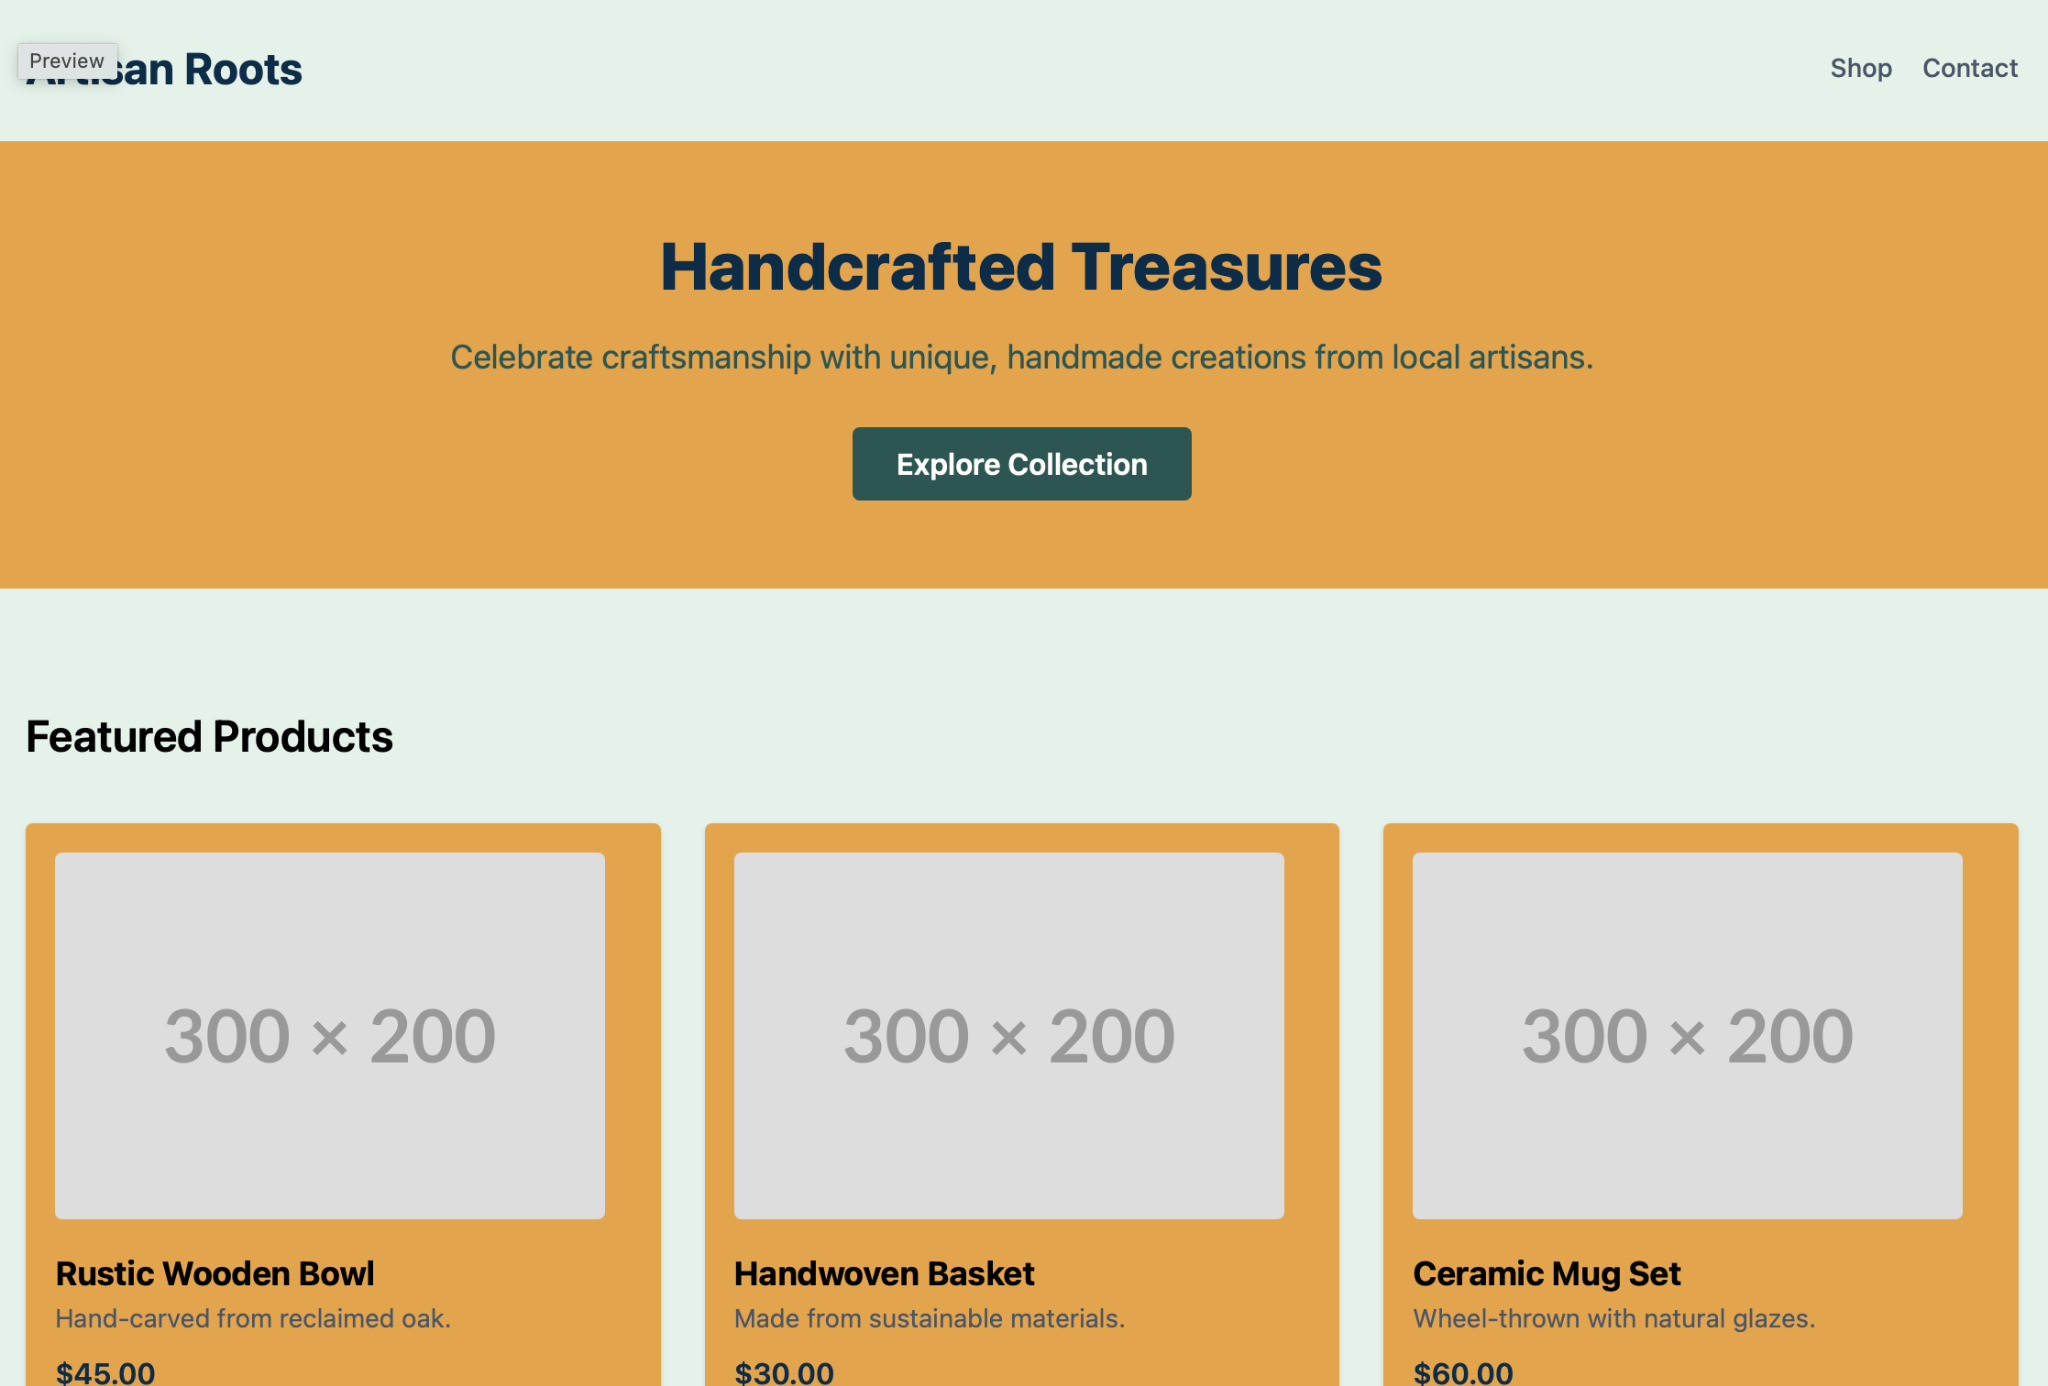 Preview
san Roots
Shop Contact
Handcrafted Treasures
Celebrate craftsmanship with unique, handmade creations from local artisans.
Explore Collection
Featured Products
300 × 200
300 × 200
300 × 200
Rustic Wooden Bowl
Hand-carved from reclaimed oak.
$45.00
Handwoven Basket
Made from sustainable materials.
$30.00
Ceramic Mug Set
Wheel-thrown with natural glazes.
$60.00